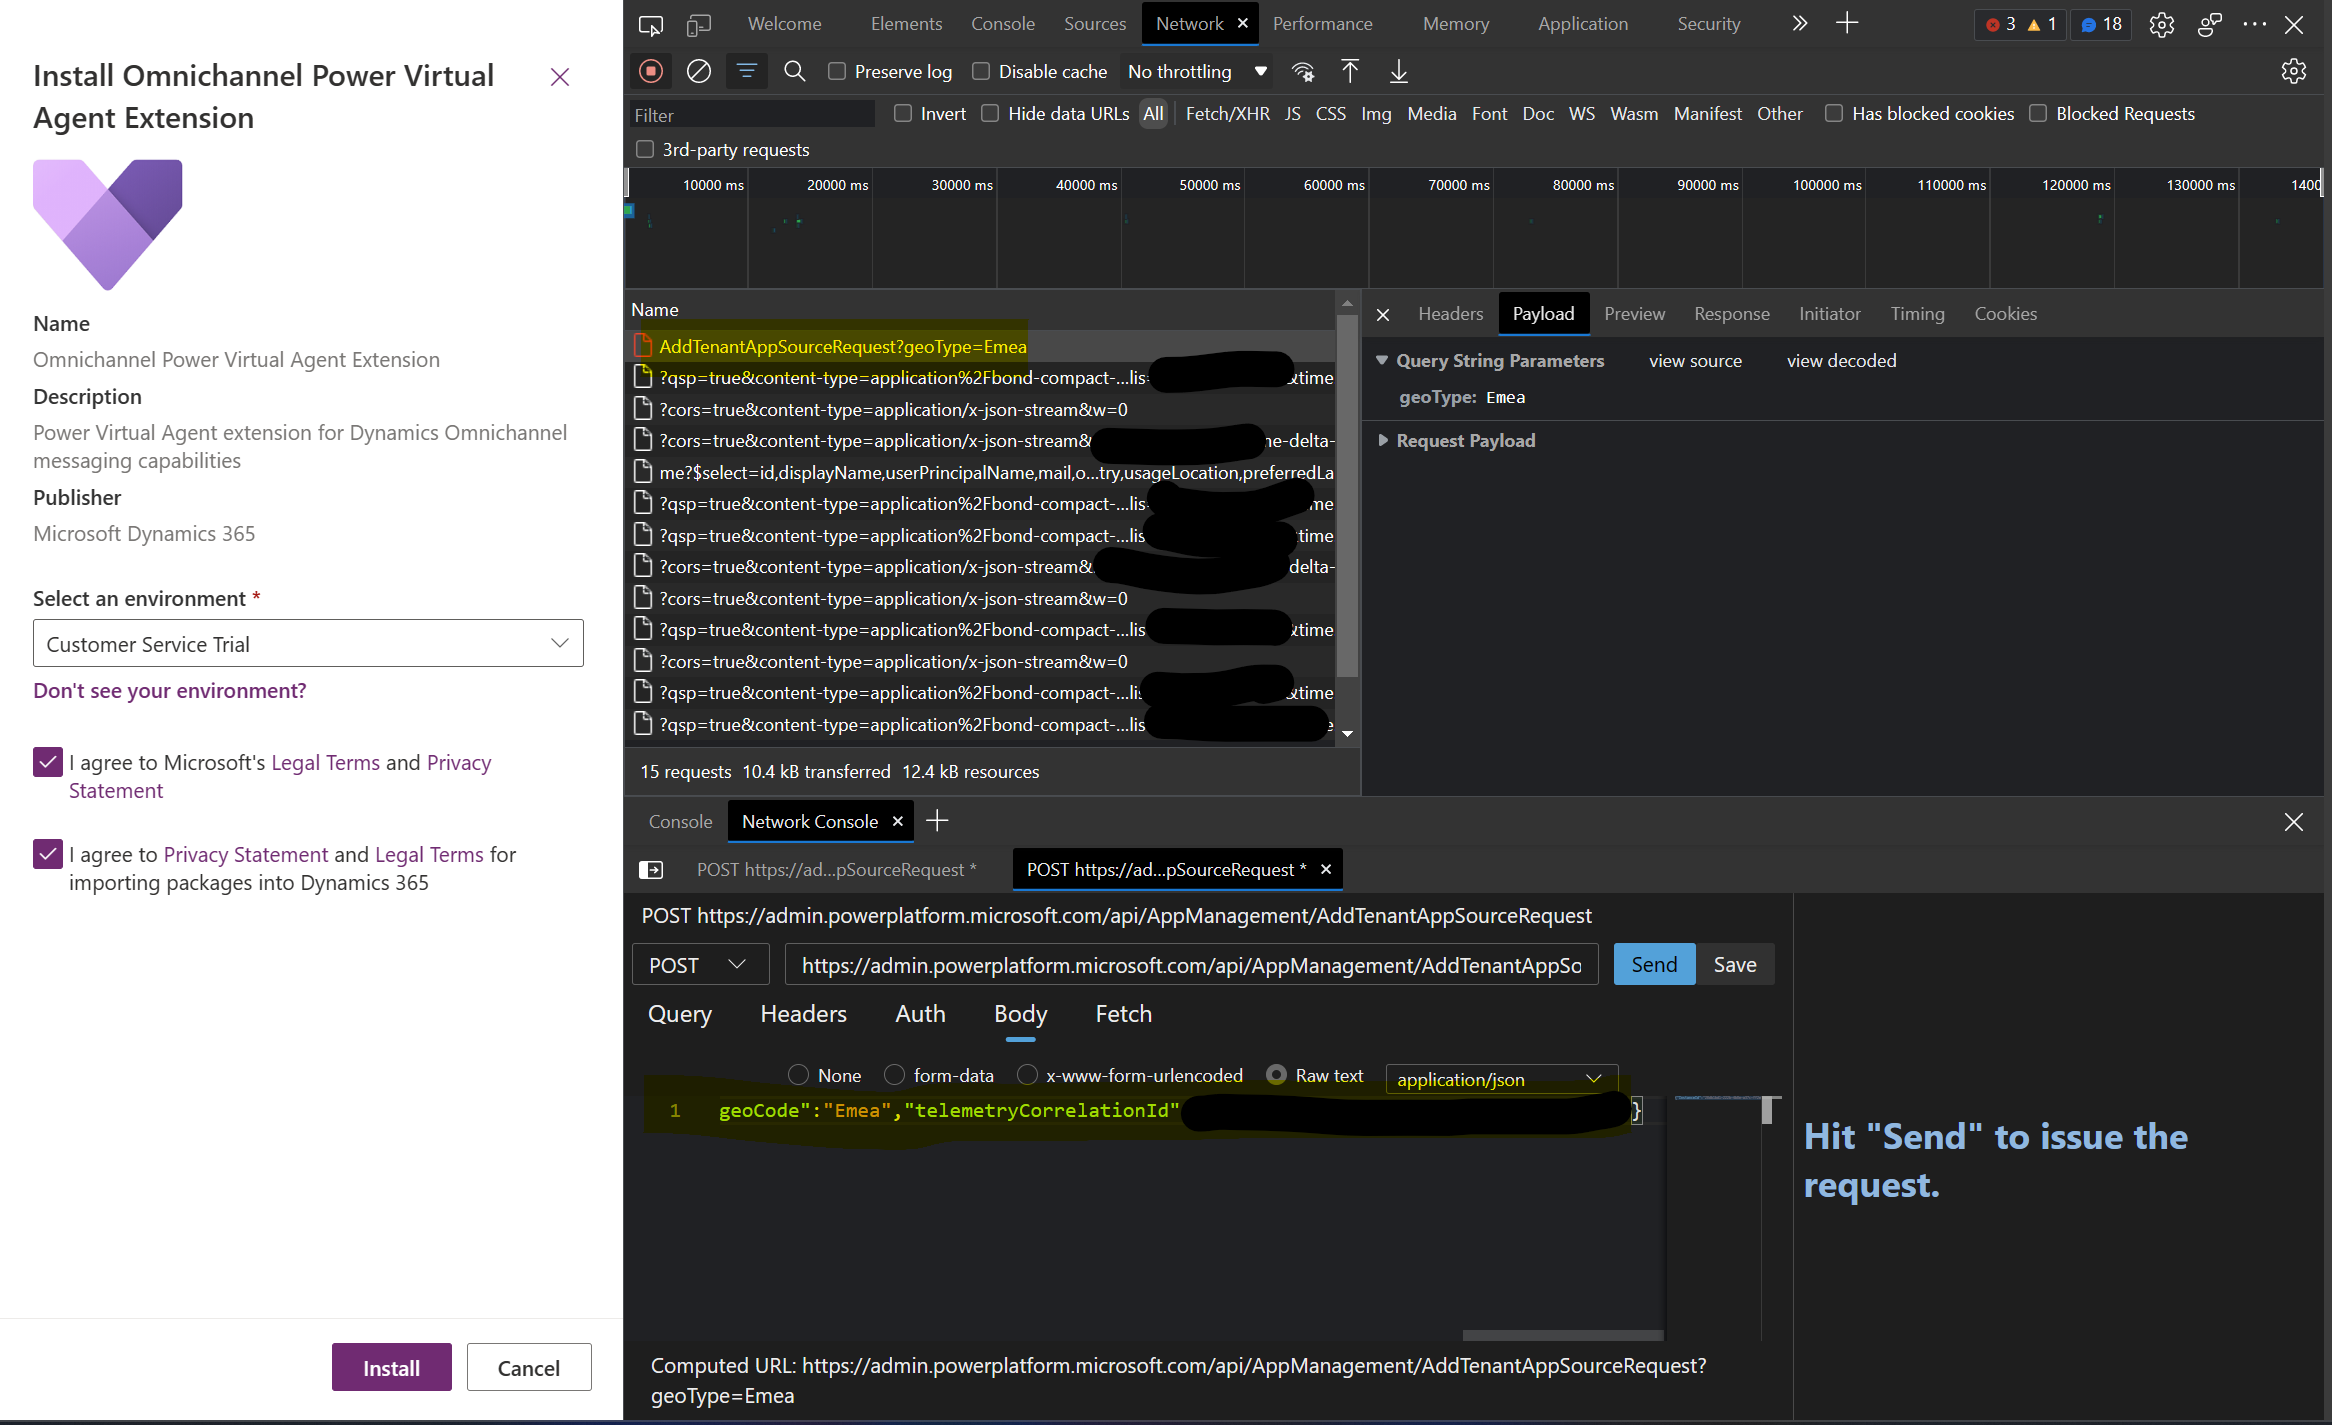 Install Omnichannel Power Virtual
Agent Extension
Name
Omnichannel Power Virtual Agent Extension
Description
Power Virtual Agent extension for Dynamics Omnichannel
messaging capabilities
Publisher
Microsoft Dynamics 365
Select an environment *
Customer Service Trial
Don't see your environment?
I agree to Microsoft's Legal Terms and Privacy
Statement
I agree to Privacy Statement and Legal Terms for
importing packages into Dynamics 365
Install Cancel
Welcome Elements Console Sources Network Performance Memory Application Security 3 1 18
Preserve log Disable cache No throttling
Filter Invert Hide data URLs All Fetch/XHR JS CSS Img Media Font Doc WS Wasm Manifest Other Has blocked cookies Blocked Requests
3rd-party requests
10000 ms 20000 ms 30000 ms 40000 ms 50000 ms 60000 ms 70000 ms 80000 ms 90000 ms 100000 ms 110000 ms 120000 ms 130000 ms 1400
Name
AddTenantAppSourceRequest?geoType=Emea
?qsp=true&content-type=application%2Fbond-compact-...lis= &time
?cors=true&content-type=application/x-json-stream&w=0
?cors=true&content-type=application/x-json-stream& ne-delta-
me?$select=id,displayName,userPrincipalName,mail,o...try,usageLocation,preferredLa
?qsp=true&content-type=application%2Fbond-compact-...lis me
?qsp=true&content-type=application%2Fbond-compact-...lis time
?cors=true&content-type=application/x-json-stream& delta-
?cors=true&content-type=application/x-json-stream&w=0
?qsp=true&content-type=application%2Fbond-compact-...lis &time
?cors=true&content-type=application/x-json-stream&w=0
?qsp=true&content-type=application%2Fbond-compact-...lis &time
?qsp=true&content-type=application%2Fbond-compact-...lis e
15 requests 10.4 kB transferred 12.4 kB resources
Headers Payload Preview Response Initiator Timing Cookies
Query String Parameters view source view decoded
geoType: Emea
Request Payload
Console Network Console
POST https://ad...pSourceRequest * POST https://ad...pSourceRequest *
POST https://admin.powerplatform.microsoft.com/api/AppManagement/AddTenantAppSourceRequest
POST https://admin.powerplatform.microsoft.com/api/AppManagement/AddTenantAppSo Send Save
Query Headers Auth Body Fetch
None form-data x-www-form-urlencoded Raw text application/json
1 geoCode":"Emea","telemetryCorrelationId" }
Hit "Send" to issue the
request.
Computed URL: https://admin.powerplatform.microsoft.com/api/AppManagement/AddTenantAppSourceRequest?
geoType=Emea